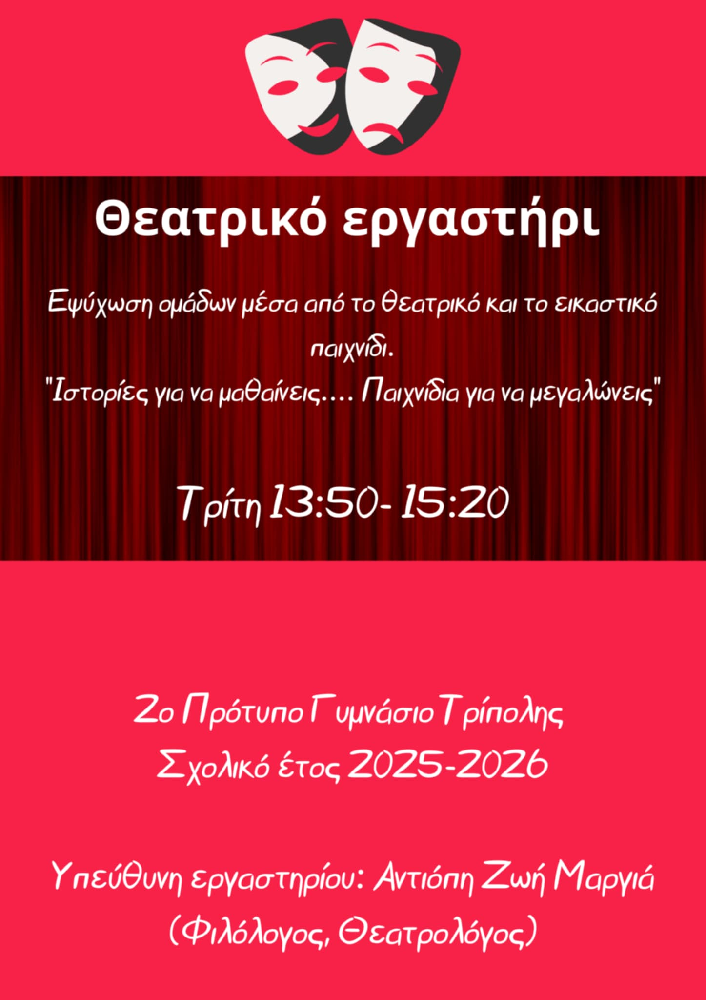 Θεατρικό εργαστήρι
Εψύχωση ομάδων μέσα από το θεατρικό και το εικαστικό
παιχνίδι.
"Ιστορίες για να μαθαίνεις.... Παιχνίδια για να μεγαλώνεις"
Τρίτη 13:50- 15:20
2ο Πρότυπο Γυμνάσιο Τρίπολης
Σχολικό έτος 2025-2026
Υπεύθυνη εργαστηρίου: Αντιόπη Ζωή Μαργιά
(Φιλόλογος, Θεατρολόγος)